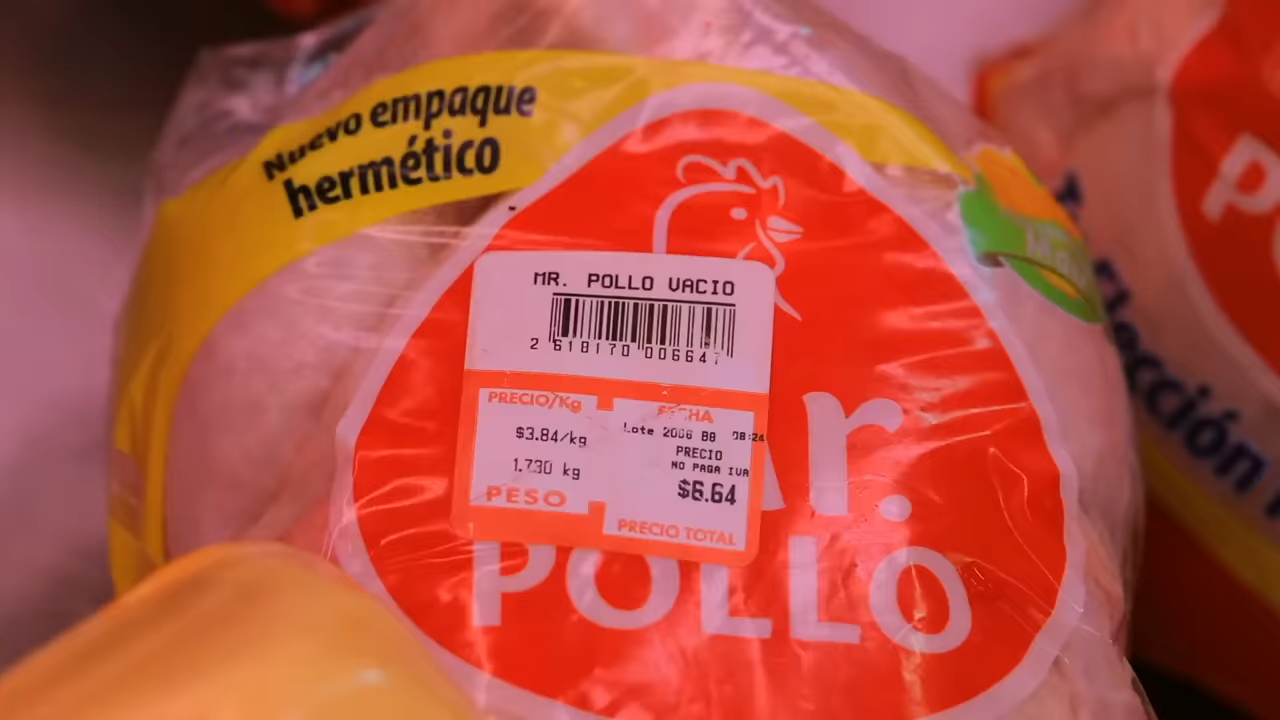 Nuevo empaque
hermético
MR. POLLO VACIO
2 618170 006647
PRECIO/Kg
FECHA
$3.84/kg
Lote 2006 B8 08:24
PRECIO
NO PAGA IVA
1.730 kg
$6.64
PESO
PRECIO TOTAL
r.
POLLO